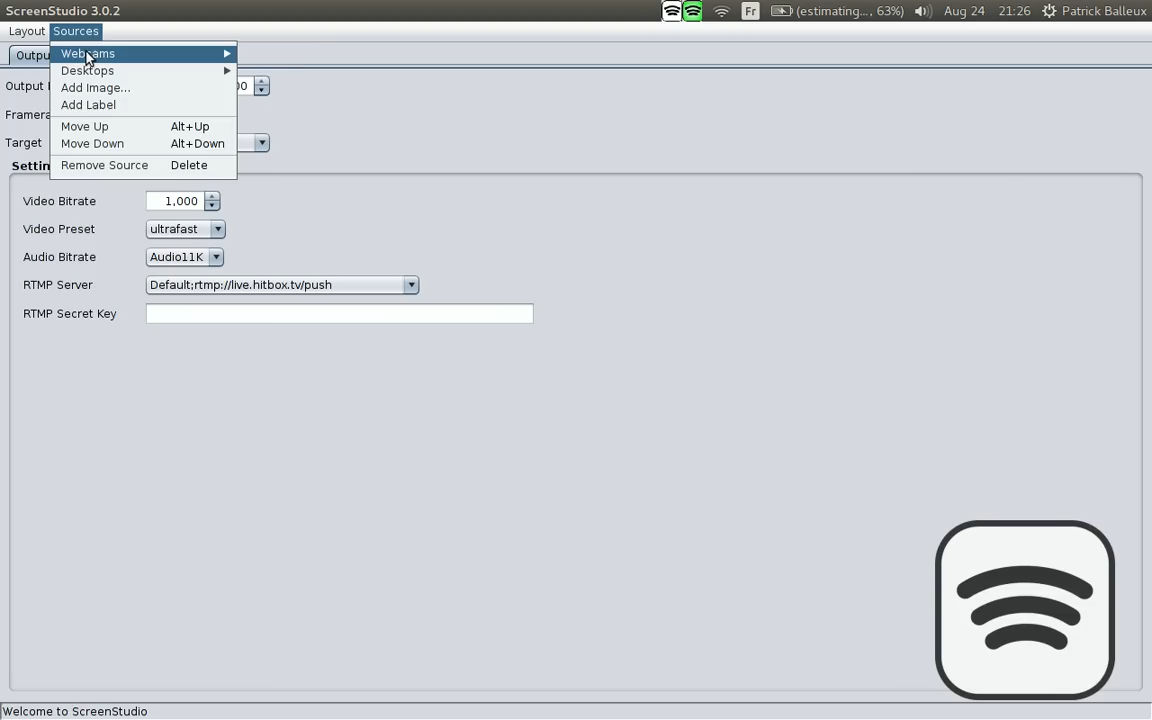 ScreenStudio 3.0.2
Fr (estimating..., 63%) Aug 24 21:26 Patrick Balleux
Layout Sources
Outpu
Webcams
Desktops
Add Image...
Add Label
Move Up Alt+Up
Move Down Alt+Down
Remove Source Delete
Output
00
Framera
Target
Settin
Video Bitrate 1,000
Video Preset ultrafast
Audio Bitrate Audio11K
RTMP Server Default;rtmp://live.hitbox.tv/push
RTMP Secret Key
Welcome to ScreenStudio